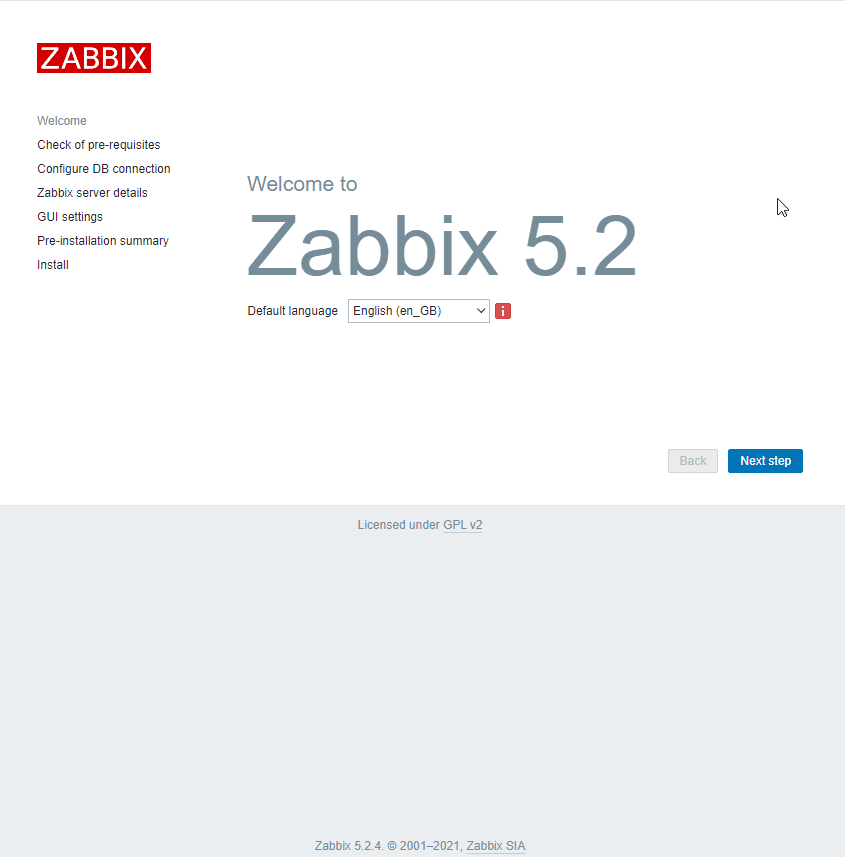 ZABBIX
Welcome
Check of pre-requisites
Configure DB connection
Zabbix server details
GUI settings
Pre-installation summary
Install
Welcome to
Zabbix 5.2
Default language English (en_GB) i
Back Next step
Licensed under GPL v2
Zabbix 5.2.4. © 2001–2021, Zabbix SIA